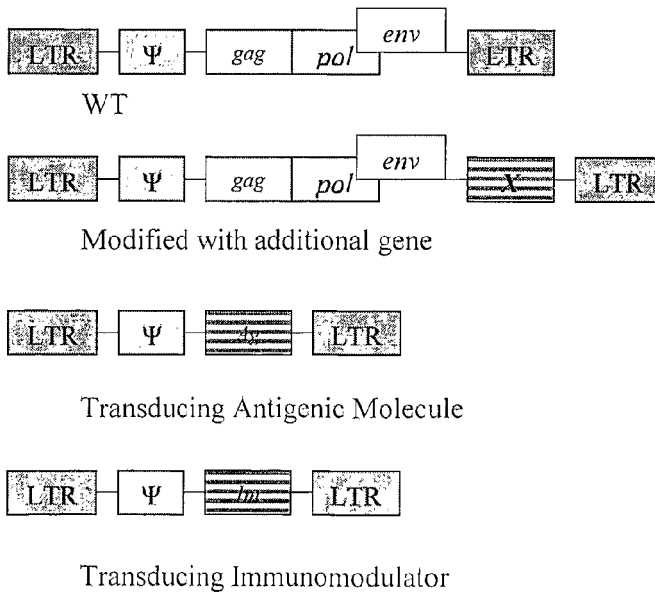 env
LTR Ψ gag pol LTR
WT
env
LTR Ψ gag pol X LTR
Modified with additional gene
LTR Ψ Ag LTR
Transducing Antigenic Molecule
LTR Ψ Im LTR
Transducing Immunomodulator